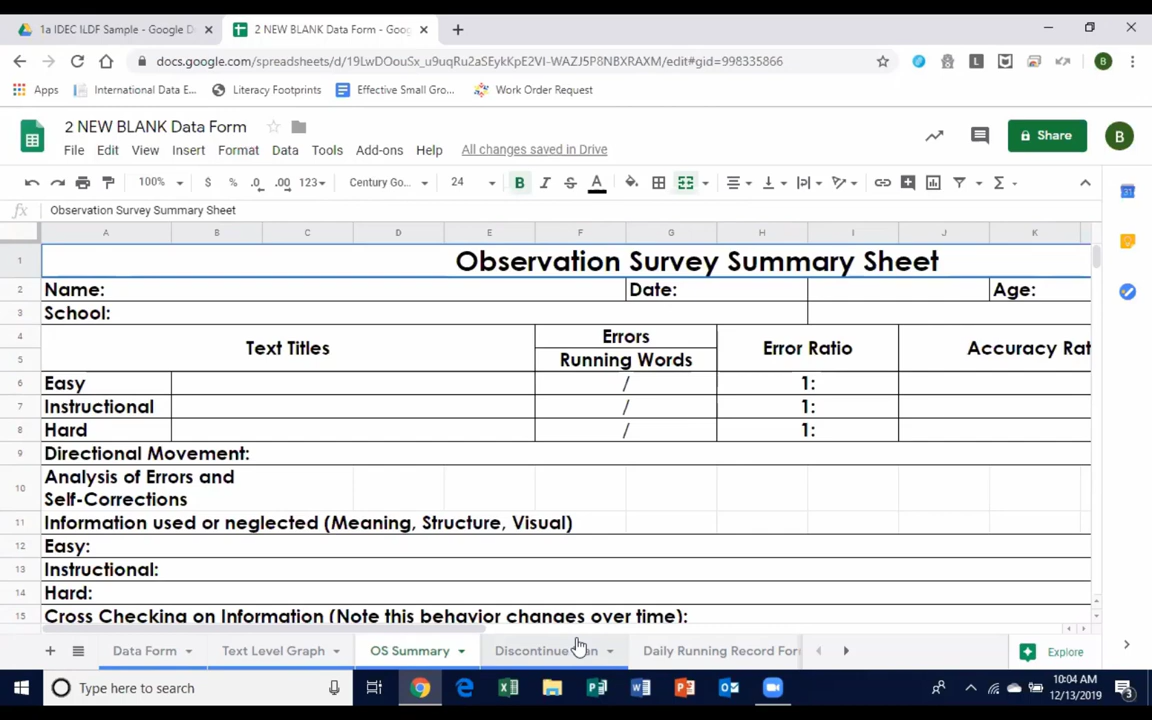 1a IDEC ILDF Sample - Google D
2 NEW BLANK Data Form - Goog
docs.google.com/spreadsheets/d/19LwDOouSx_u9uqRu2aSEykKpE2VI-WAZJ5P8NBXRAXM/edit#gid=998335866
Apps International Data E... Literacy Footprints Effective Small Gro... Work Order Request
2 NEW BLANK Data Form
Share
B
File Edit View Insert Format Data Tools Add-ons Help All changes saved in Drive
100% $ % .0 .00 123 Century Go... 24 B I S A
fx Observation Survey Summary Sheet
A B C D E F G H I J K
1 Observation Survey Summary Sheet
2 Name: Date: Age:
3 School:
4 Text Titles Errors Error Ratio Accuracy Rat
5 Running Words
6 Easy / 1:
7 Instructional / 1:
8 Hard / 1:
9 Directional Movement:
10 Analysis of Errors and
Self-Corrections
11 Information used or neglected (Meaning, Structure, Visual)
12 Easy:
13 Instructional:
14 Hard:
15 Cross Checking on Information (Note this behavior changes over time):
Data Form Text Level Graph OS Summary Discontinue an Daily Running Record For Explore
Type here to search
10:04 AM
12/13/2019
3